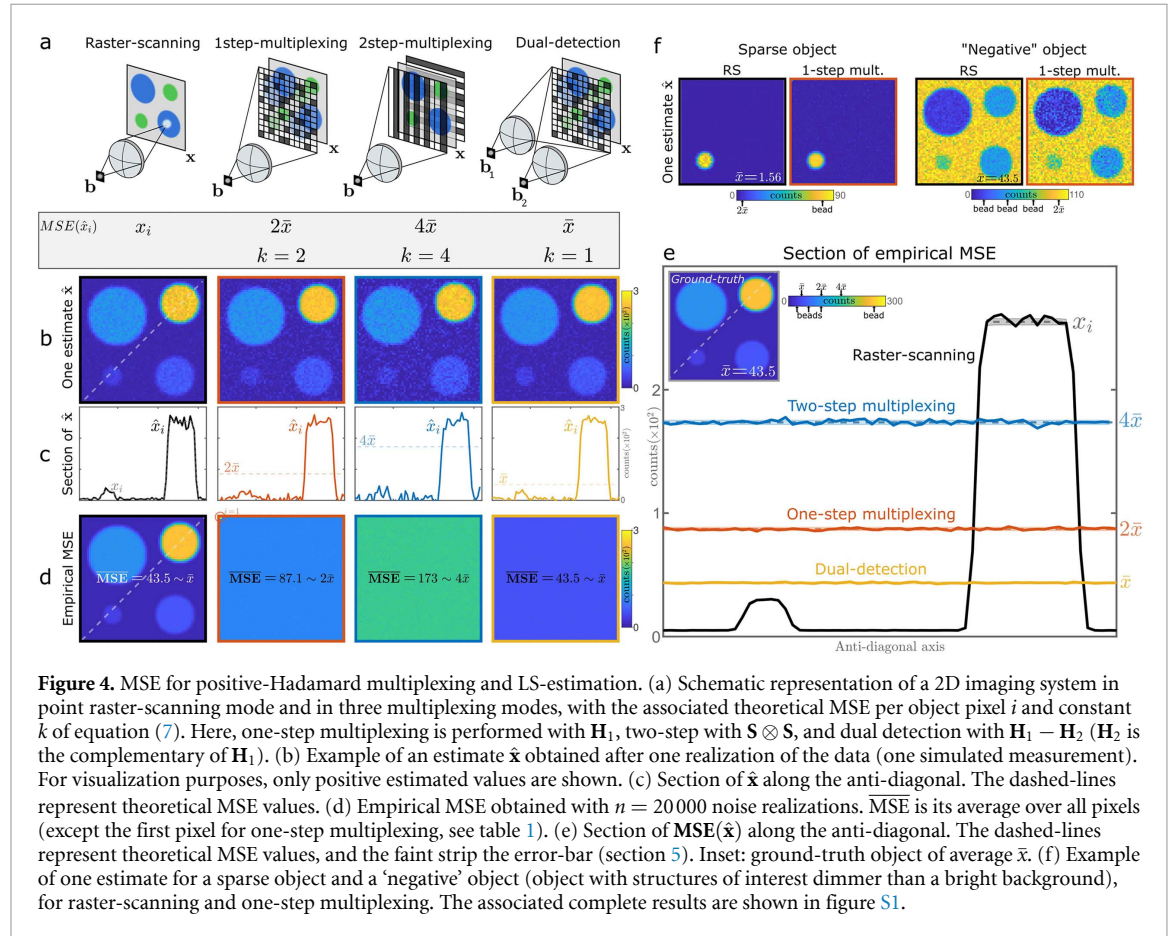 a
Raster-scanning 1step-multiplexing 2step-multiplexing Dual-detection
x x x x
b b b b₁
b₂
MSE(x̂ᵢ) xᵢ 2x̄ 4x̄ x̄
k = 2 k = 4 k = 1
b
One estimate x̂
3
counts(×10²)
0
c
Section of x̂
x̂ᵢ x̂ᵢ x̂ᵢ x̂ᵢ
xᵢ 2x̄ 4x̄ x̄
3
counts(×10²)
0
d
Empirical MSE
i=1
MSE = 43.5 ∼ x̄ MSE = 87.1 ∼ 2x̄ MSE = 173 ∼ 4x̄ MSE = 43.5 ∼ x̄
3
counts(×10²)
0
f
Sparse object "Negative" object
RS 1-step mult. RS 1-step mult.
One estimate x̂
x̄=1.56 x̄=43.5
0 counts 90 0 counts 110
2x̄ bead bead bead bead 2x̄
e Section of empirical MSE
Ground-truth
x̄ 2x̄ 4x̄
0 counts 300
beads bead
x̄=43.5
xᵢ
Raster-scanning
2
Two-step multiplexing 4x̄
counts(×10²)
1
One-step multiplexing 2x̄
Dual-detection x̄
0
Anti-diagonal axis
Figure 4. MSE for positive-Hadamard multiplexing and LS-estimation. (a) Schematic representation of a 2D imaging system in
point raster-scanning mode and in three multiplexing modes, with the associated theoretical MSE per object pixel i and constant
k of equation (7). Here, one-step multiplexing is performed with H₁, two-step with S ⊗ S, and dual detection with H₁ − H₂ (H₂ is
the complementary of H₁). (b) Example of an estimate x̂ obtained after one realization of the data (one simulated measurement).
For visualization purposes, only positive estimated values are shown. (c) Section of x̂ along the anti-diagonal. The dashed-lines
represent theoretical MSE values. (d) Empirical MSE obtained with n = 20 000 noise realizations. MSE is its average over all pixels
(except the first pixel for one-step multiplexing, see table 1). (e) Section of MSE(x̂) along the anti-diagonal. The dashed-lines
represent theoretical MSE values, and the faint strip the error-bar (section 5). Inset: ground-truth object of average x̄. (f) Example
of one estimate for a sparse object and a 'negative' object (object with structures of interest dimmer than a bright background),
for raster-scanning and one-step multiplexing. The associated complete results are shown in figure S1.